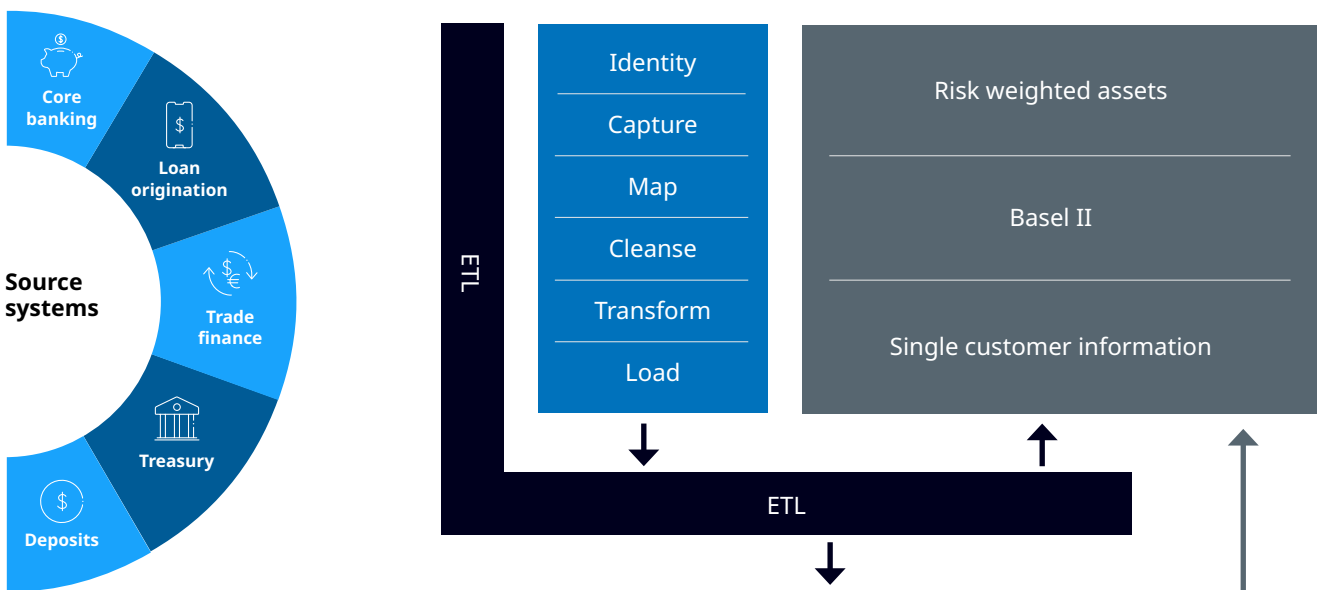 Core
banking
Loan
origination
Source
systems
Trade
finance
Treasury
Deposits
ETL
Identity
Capture
Map
Cleanse
Transform
Load
Risk weighted assets
Basel II
Single customer information
ETL